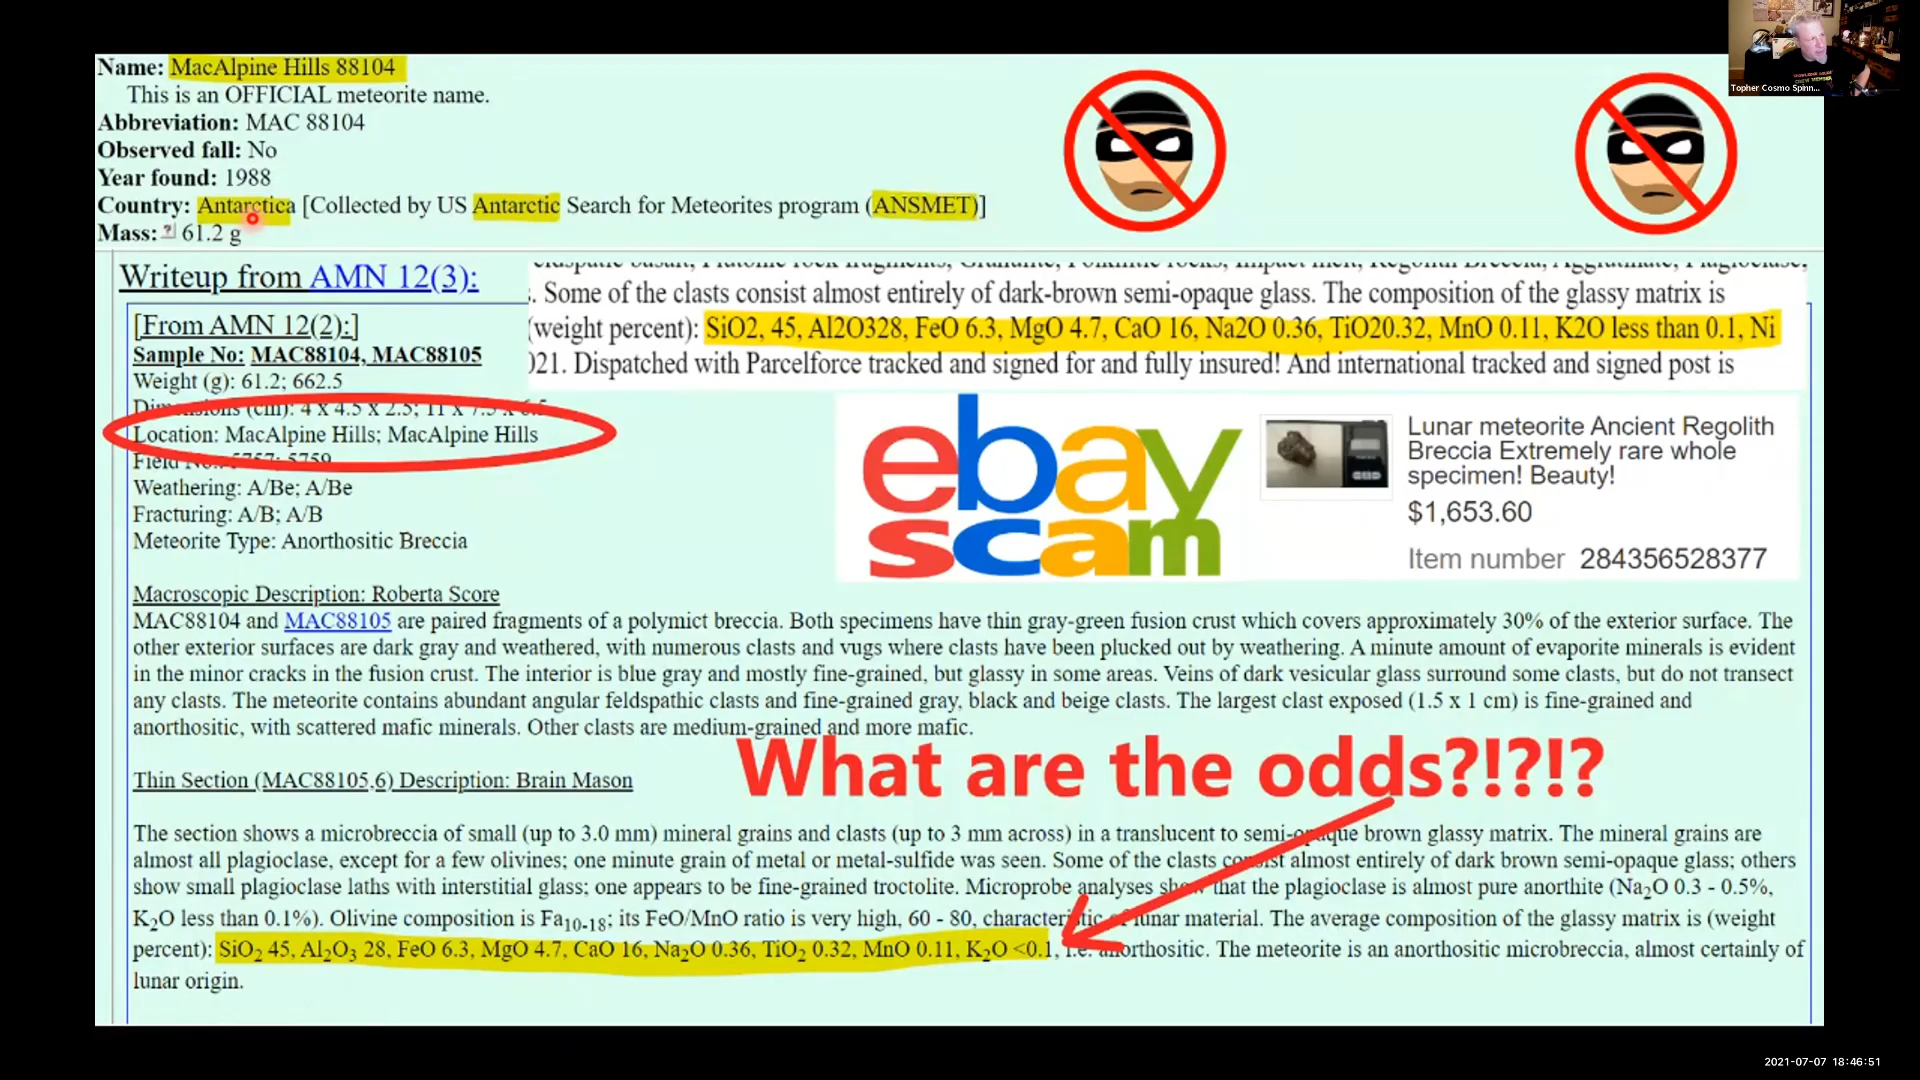 Name: MacAlpine Hills 88104
This is an OFFICIAL meteorite name.
Abbreviation: MAC 88104
Observed fall: No
Year found: 1988
Country: Antarctica [Collected by US Antarctic Search for Meteorites program (ANSMET)]
Mass: ? 61.2 g
Topher Cosmo Spinn...
Writeup from AMN 12(3):
[From AMN 12(2):]
Sample No: MAC88104, MAC88105
Weight (g): 61.2; 662.5
Dimensions (cm): 4 x 4.5 x 2.5; 11 x 7.5 x 6.5
Location: MacAlpine Hills; MacAlpine Hills
Field No.: 5757; 5759
Weathering: A/Be; A/Be
Fracturing: A/B; A/B
Meteorite Type: Anorthositic Breccia
. Some of the clasts consist almost entirely of dark-brown semi-opaque glass. The composition of the glassy matrix is
(weight percent): SiO2, 45, Al2O328, FeO 6.3, MgO 4.7, CaO 16, Na2O 0.36, TiO20.32, MnO 0.11, K2O less than 0.1, Ni
)21. Dispatched with Parcelforce tracked and signed for and fully insured! And international tracked and signed post is
ebay
scam
Lunar meteorite Ancient Regolith
Breccia Extremely rare whole
specimen! Beauty!
$1,653.60
Item number 284356528377
Macroscopic Description: Roberta Score
MAC88104 and MAC88105 are paired fragments of a polymict breccia. Both specimens have thin gray-green fusion crust which covers approximately 30% of the exterior surface. The
other exterior surfaces are dark gray and weathered, with numerous clasts and vugs where clasts have been plucked out by weathering. A minute amount of evaporite minerals is evident
in the minor cracks in the fusion crust. The interior is blue gray and mostly fine-grained, but glassy in some areas. Veins of dark vesicular glass surround some clasts, but do not transect
any clasts. The meteorite contains abundant angular feldspathic clasts and fine-grained gray, black and beige clasts. The largest clast exposed (1.5 x 1 cm) is fine-grained and
anorthositic, with scattered mafic minerals. Other clasts are medium-grained and more mafic.
What are the odds?!?!?
Thin Section (MAC88105,6) Description: Brain Mason
The section shows a microbreccia of small (up to 3.0 mm) mineral grains and clasts (up to 3 mm across) in a translucent to semi-opaque brown glassy matrix. The mineral grains are
almost all plagioclase, except for a few olivines; one minute grain of metal or metal-sulfide was seen. Some of the clasts consist almost entirely of dark brown semi-opaque glass; others
show small plagioclase laths with interstitial glass; one appears to be fine-grained troctolite. Microprobe analyses show that the plagioclase is almost pure anorthite (Na2O 0.3 - 0.5%,
K2O less than 0.1%). Olivine composition is Fa10-18; its FeO/MnO ratio is very high, 60 - 80, characteristic of lunar material. The average composition of the glassy matrix is (weight
percent): SiO2 45, Al2O3 28, FeO 6.3, MgO 4.7, CaO 16, Na2O 0.36, TiO2 0.32, MnO 0.11, K2O <0.1, i.e. anorthositic. The meteorite is an anorthositic microbreccia, almost certainly of
lunar origin.
2021-07-07 18:46:51